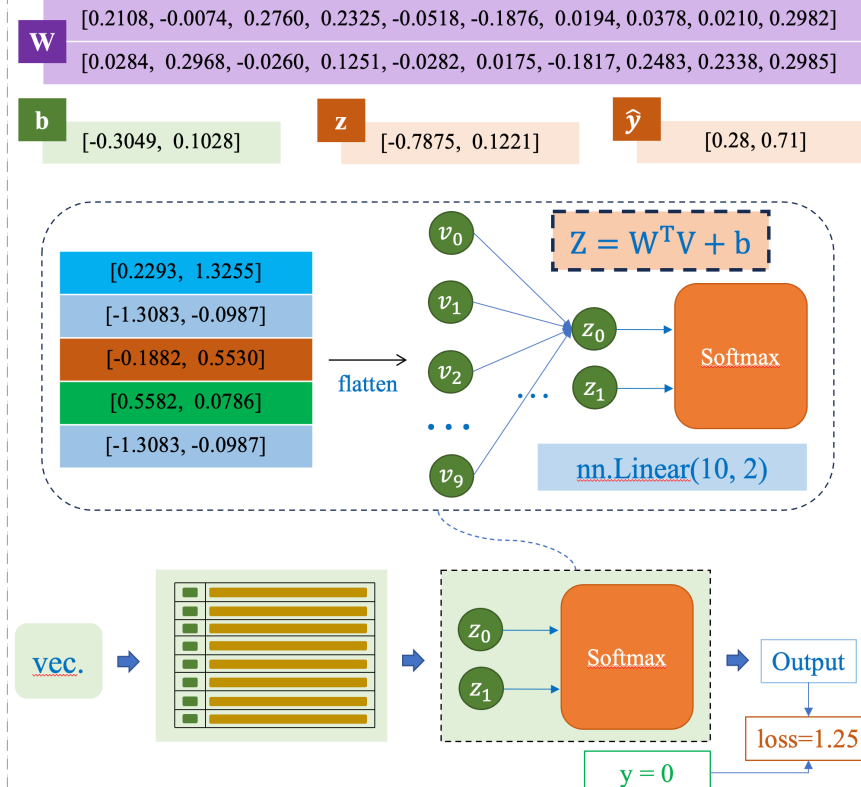 W
[0.2108, -0.0074, 0.2760, 0.2325, -0.0518, -0.1876, 0.0194, 0.0378, 0.0210, 0.2982]
[0.0284, 0.2968, -0.0260, 0.1251, -0.0282, 0.0175, -0.1817, 0.2483, 0.2338, 0.2985]
b
[-0.3049, 0.1028]
z
[-0.7875, 0.1221]
ŷ
[0.28, 0.71]
[0.2293, 1.3255]
[-1.3083, -0.0987]
[-0.1882, 0.5530]
[0.5582, 0.0786]
[-1.3083, -0.0987]
flatten
v₀
v₁
v₂
...
v₉
...
Z = WᵀV + b
z₀
z₁
Softmax
nn.Linear(10, 2)
vec.
z₀
z₁
Softmax
Output
loss=1.25
y = 0